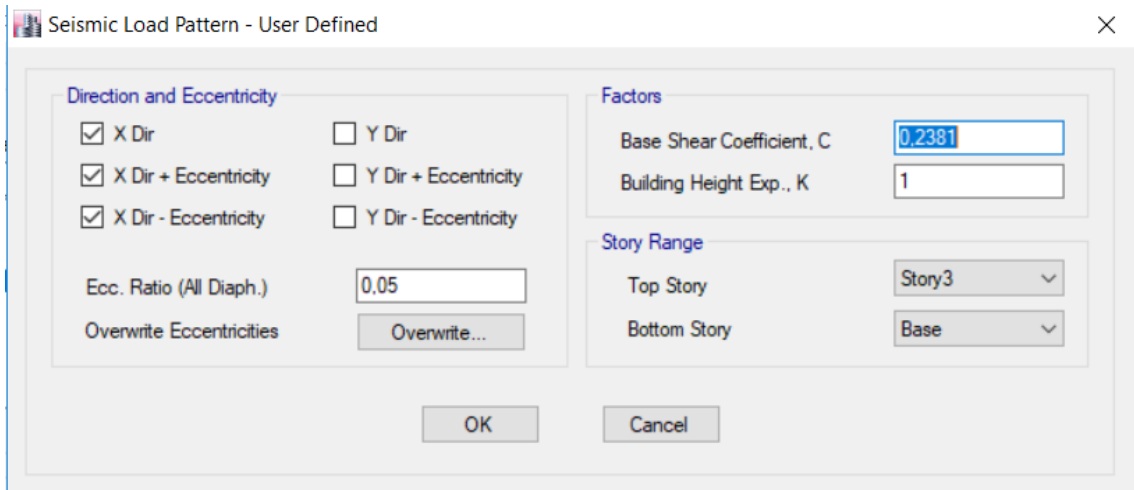 Seismic Load Pattern - User Defined
Direction and Eccentricity
X Dir
Y Dir
X Dir + Eccentricity
Y Dir + Eccentricity
X Dir - Eccentricity
Y Dir - Eccentricity
Ecc. Ratio (All Diaph.)
0,05
Overwrite Eccentricities
Overwrite...
Factors
Base Shear Coefficient, C
0,2381
Building Height Exp., K
1
Story Range
Top Story
Story3
Bottom Story
Base
OK
Cancel